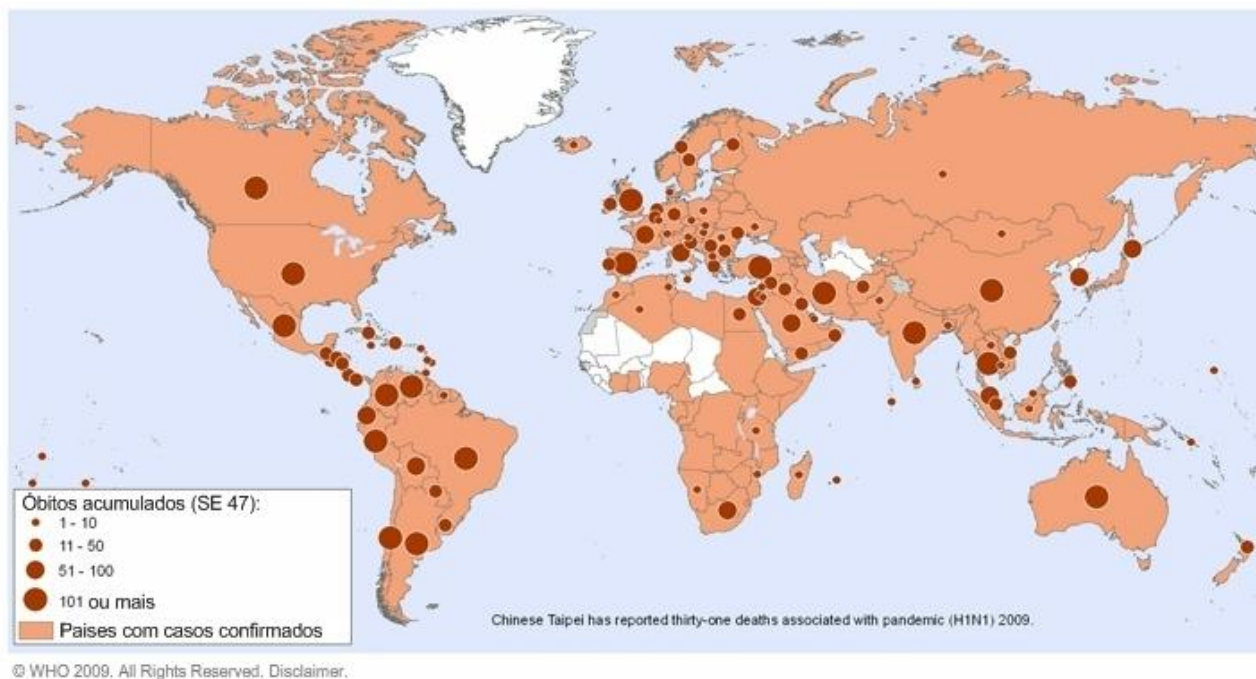 Óbitos acumulados (SE 47):
1 - 10
11 - 50
51 - 100
101 ou mais
Paises com casos confirmados
Chinese Taipei has reported thirty-one deaths associated with pandemic (H1N1) 2009.
© WHO 2009. All Rights Reserved. Disclaimer.